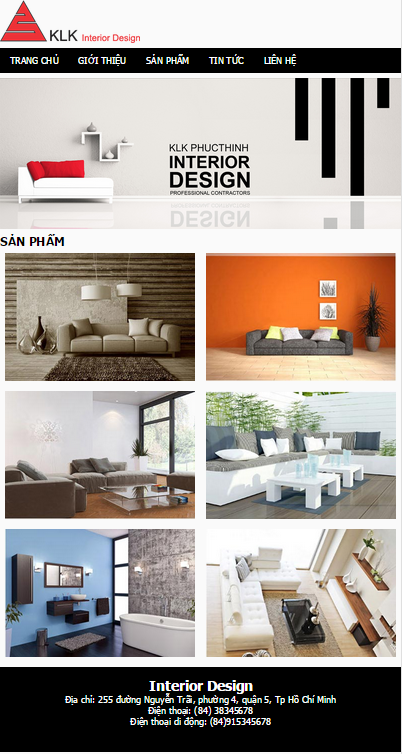 KLK Interior Design
TRANG CHỦ GIỚI THIỆU SẢN PHẨM TIN TỨC LIÊN HỆ
KLK PHUCTHINH
INTERIOR
DESIGN
PROFESSIONAL CONTRACTORS
SẢN PHẨM
Interior Design
Địa chỉ: 255 đường Nguyễn Trãi, phường 4, quận 5, Tp Hồ Chí Minh
Điện thoại: (84) 38345678
Điện thoại di động: (84)915345678